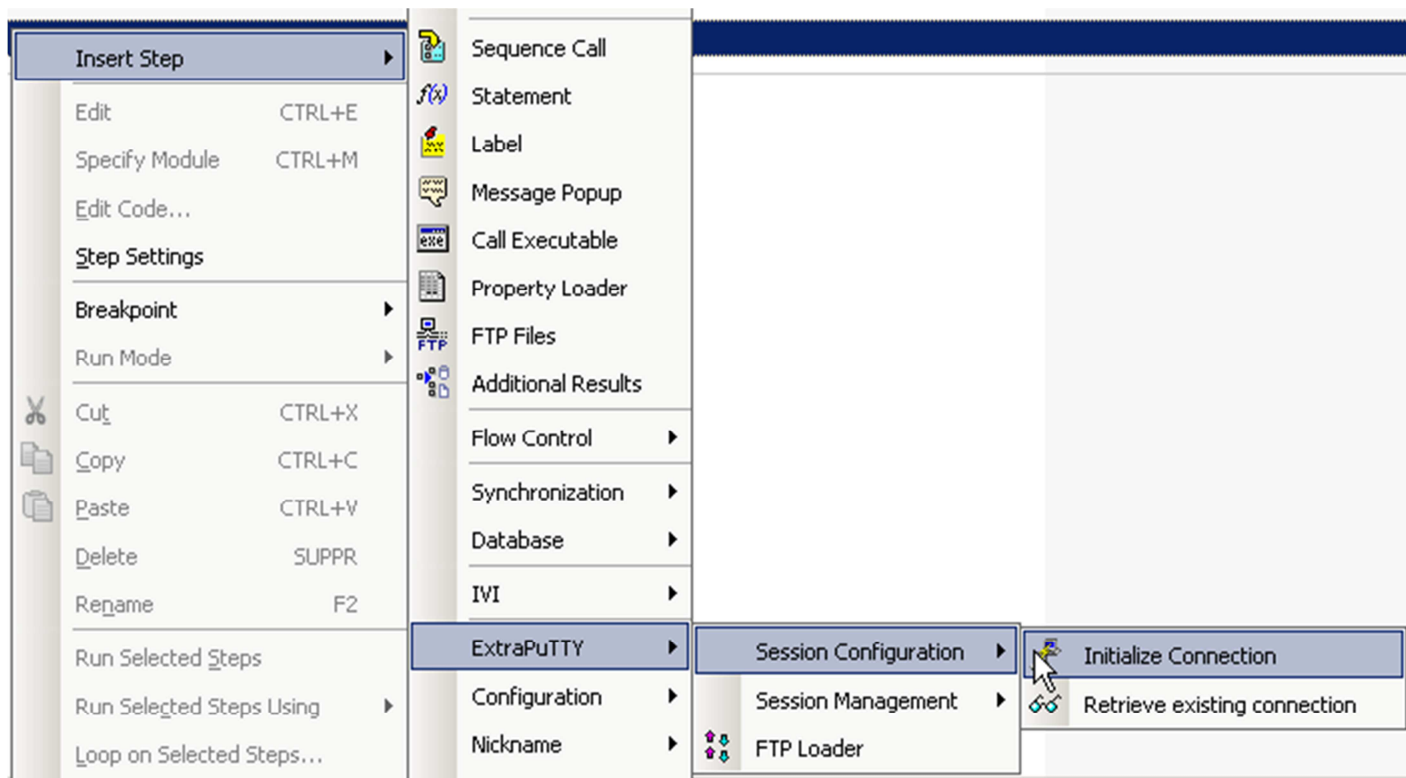 Insert Step
Edit CTRL+E
Specify Module CTRL+M
Edit Code...
Step Settings
Breakpoint
Run Mode
Cut CTRL+X
Copy CTRL+C
Paste CTRL+V
Delete SUPPR
Rename F2
Run Selected Steps
Run Selected Steps Using
Loop on Selected Steps...
Sequence Call
f(x) Statement
Label
Message Popup
exe Call Executable
Property Loader
FTP FTP Files
Additional Results
Flow Control
Synchronization
Database
IVI
ExtraPuTTY
Configuration
Nickname
Session Configuration
Session Management
FTP Loader
Initialize Connection
Retrieve existing connection